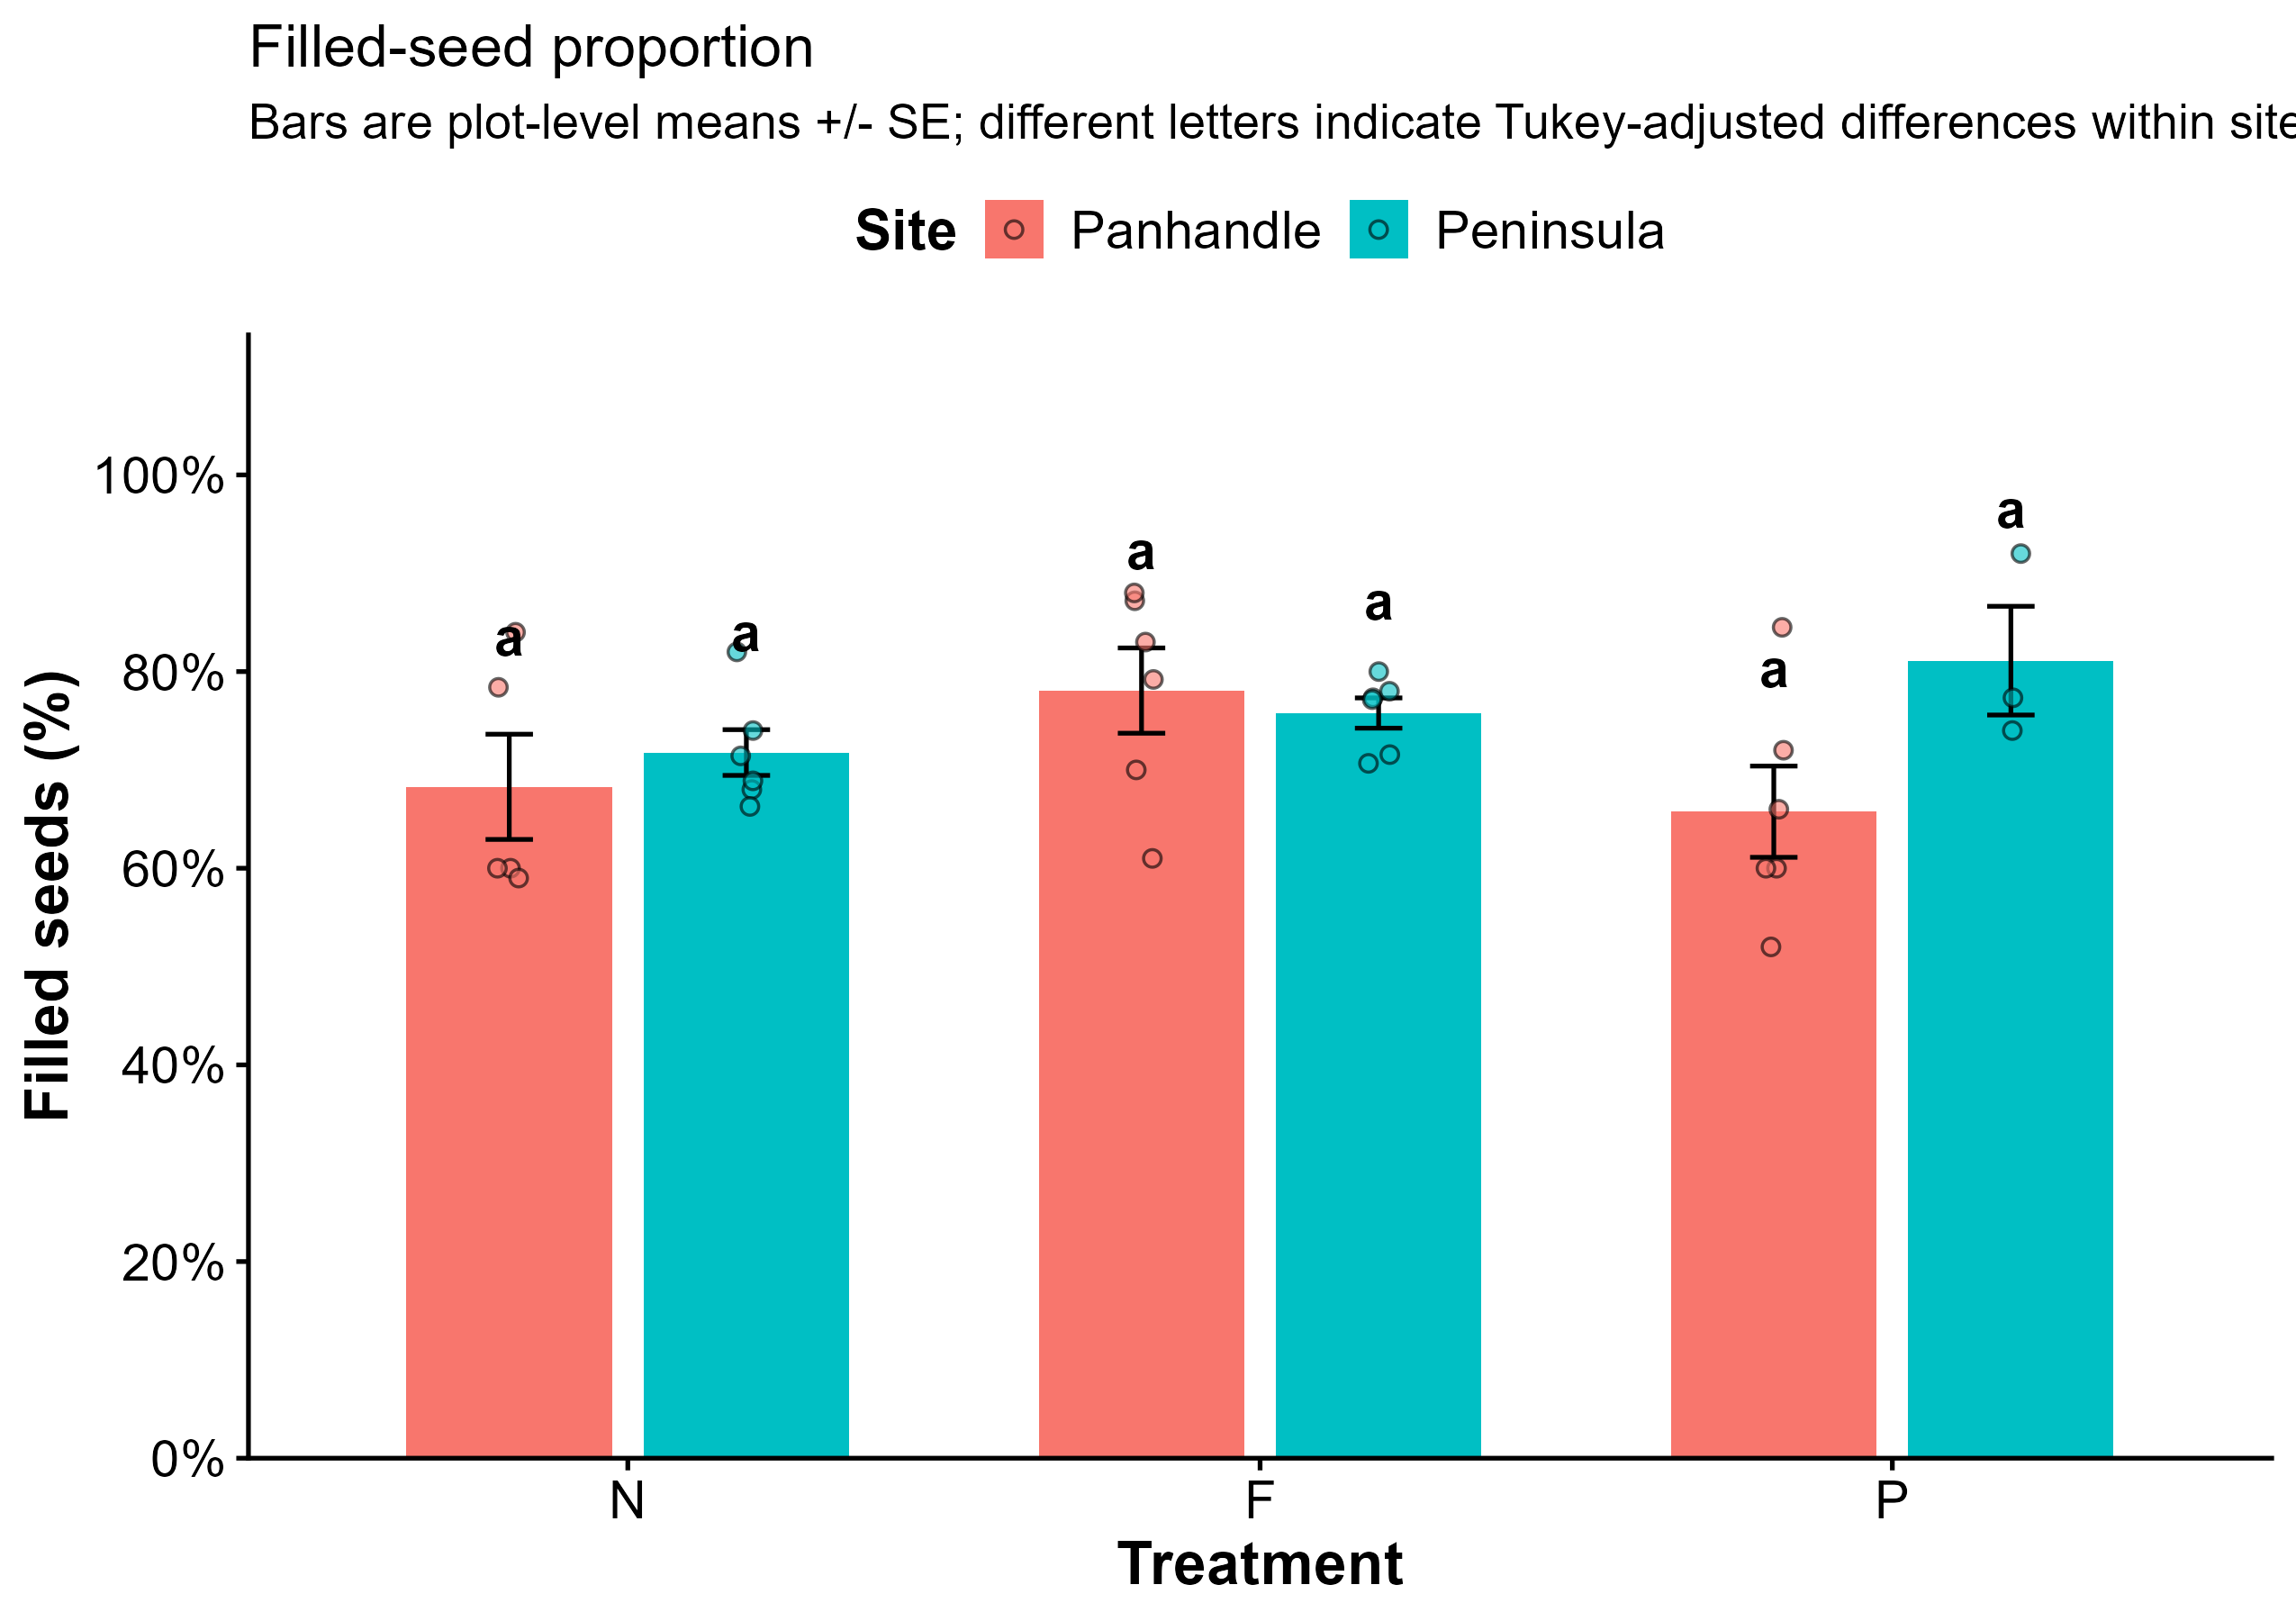 Filled-seed proportion
Bars are plot-level means +/- SE; different letters indicate Tukey-adjusted differences within site
Site Panhandle Peninsula
Filled seeds (%)
100%
80%
60%
40%
20%
0%
a a a a a a
N F P
Treatment